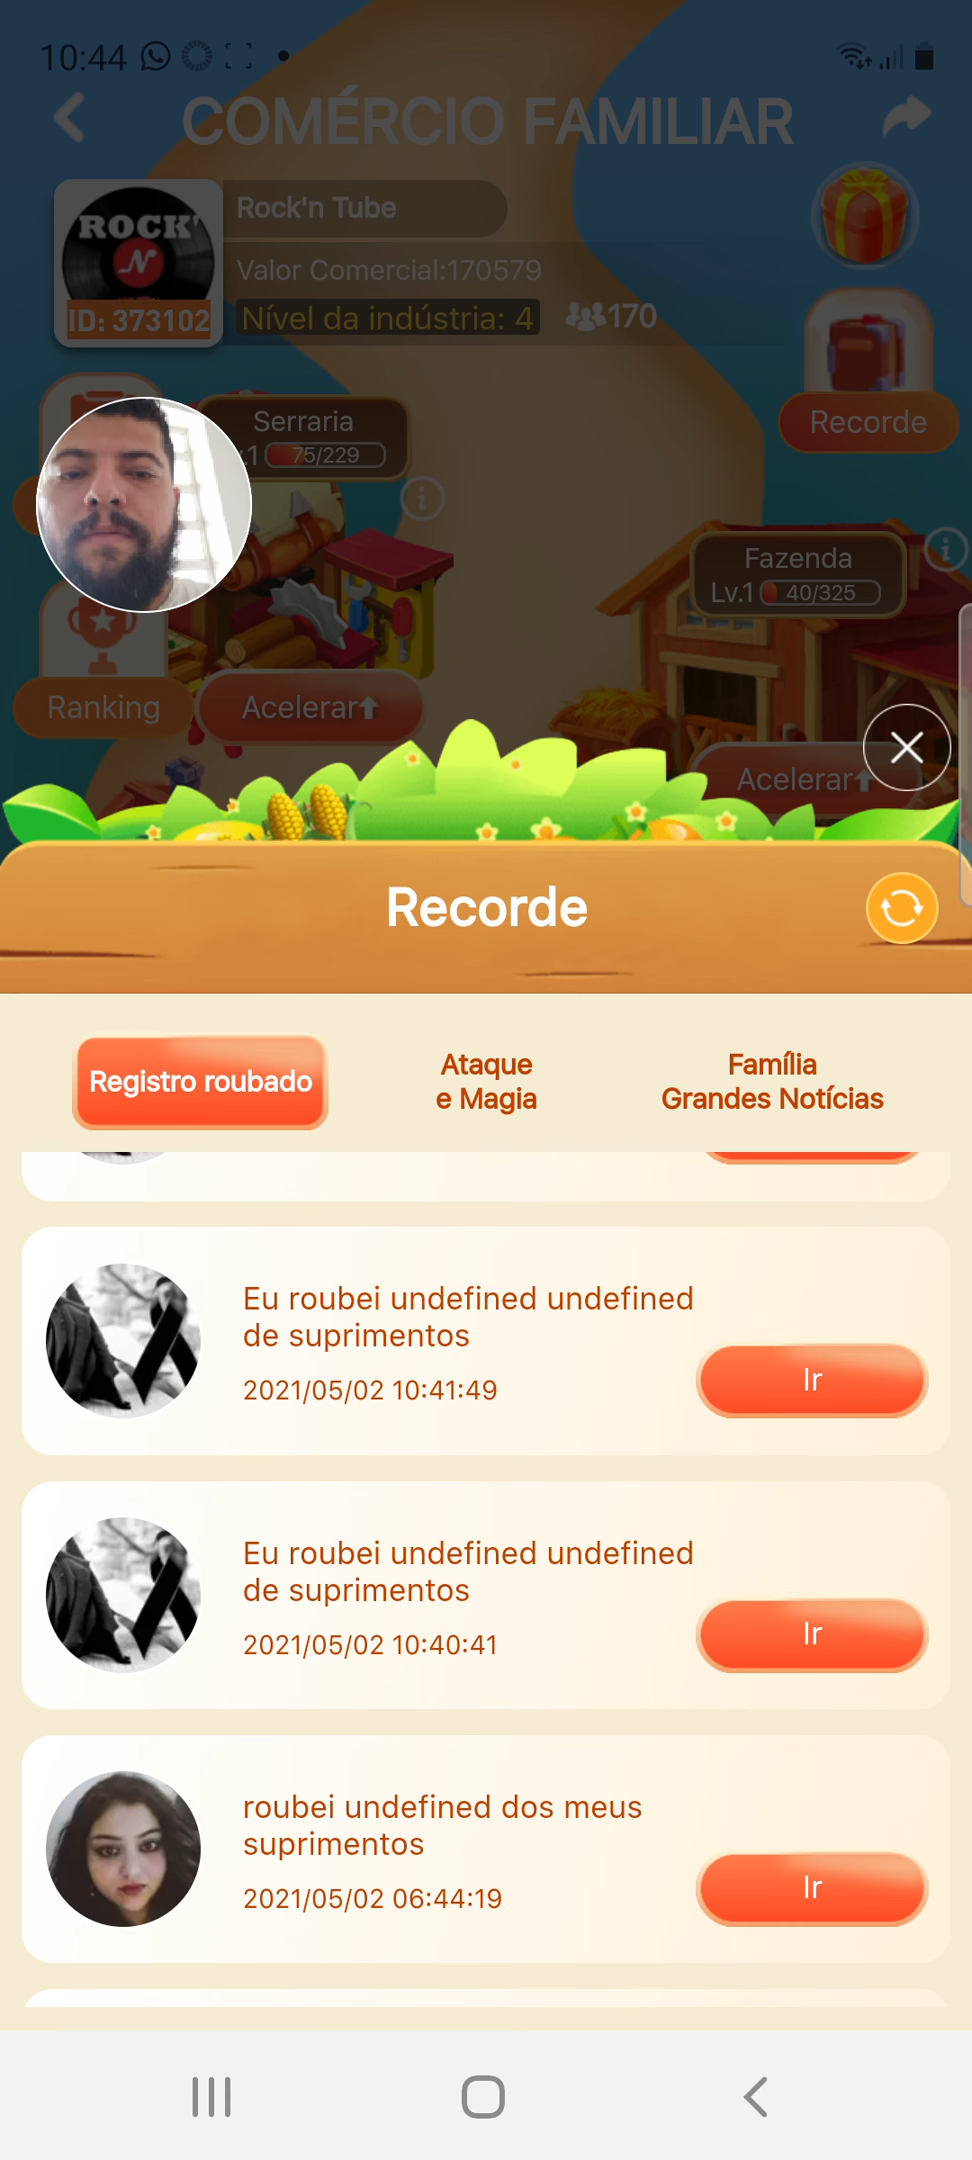 10:44
COMÉRCIO FAMILIAR
ROCK'
N
ID: 373102
Rock'n Tube
Valor Comercial:170579
Nível da indústria: 4
170
Recorde
Serraria
.1 75/229
Fazenda
Lv.1 40/325
Ranking
Acelerar
Acelerar
Recorde
Registro roubado
Ataque
e Magia
Família
Grandes Notícias
Eu roubei undefined undefined
de suprimentos
2021/05/02 10:41:49
Ir
Eu roubei undefined undefined
de suprimentos
2021/05/02 10:40:41
Ir
roubei undefined dos meus
suprimentos
2021/05/02 06:44:19
Ir